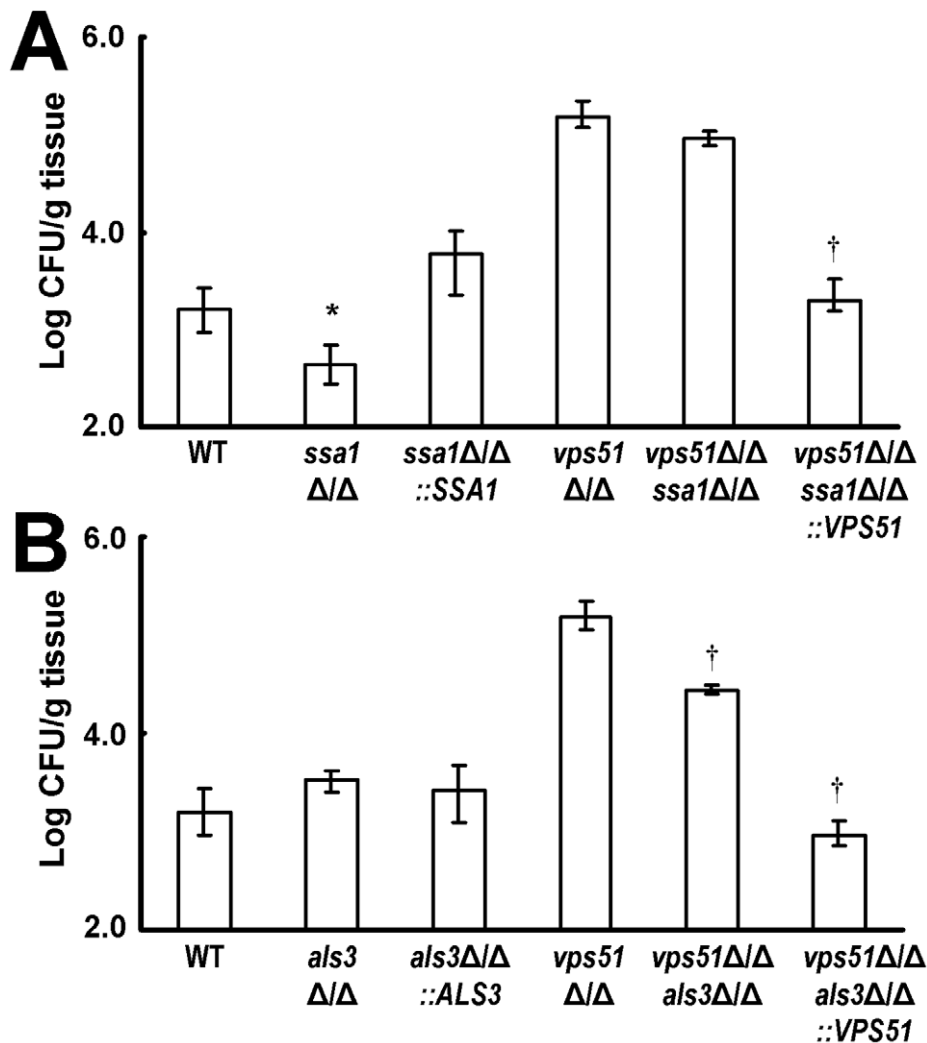 A
6.0
4.0
2.0
Log CFU/g tissue
*
†
WT
ssa1
Δ/Δ
ssa1Δ/Δ
::SSA1
vps51
Δ/Δ
vps51Δ/Δ
ssa1Δ/Δ
vps51Δ/Δ
ssa1Δ/Δ
::VPS51
B
6.0
4.0
2.0
Log CFU/g tissue
†
†
WT
als3
Δ/Δ
als3Δ/Δ
::ALS3
vps51
Δ/Δ
vps51Δ/Δ
als3Δ/Δ
vps51Δ/Δ
als3Δ/Δ
::VPS51